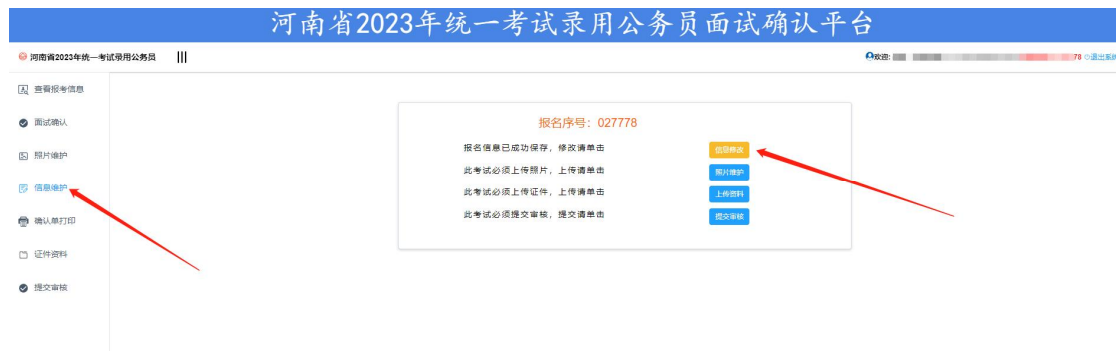 河南省2023年统一考试录用公务员面试确认平台
河南省2023年统一考试录用公务员
欢迎: 78 退出系统
查看报考信息
面试确认
照片维护
信息维护
确认单打印
证件资料
提交审核
报名序号：027778
报名信息已成功保存，修改请单击 信息修改
此考试必须上传照片，上传请单击 照片维护
此考试必须上传证件，上传请单击 上传资料
此考试必须提交审核，提交请单击 提交审核